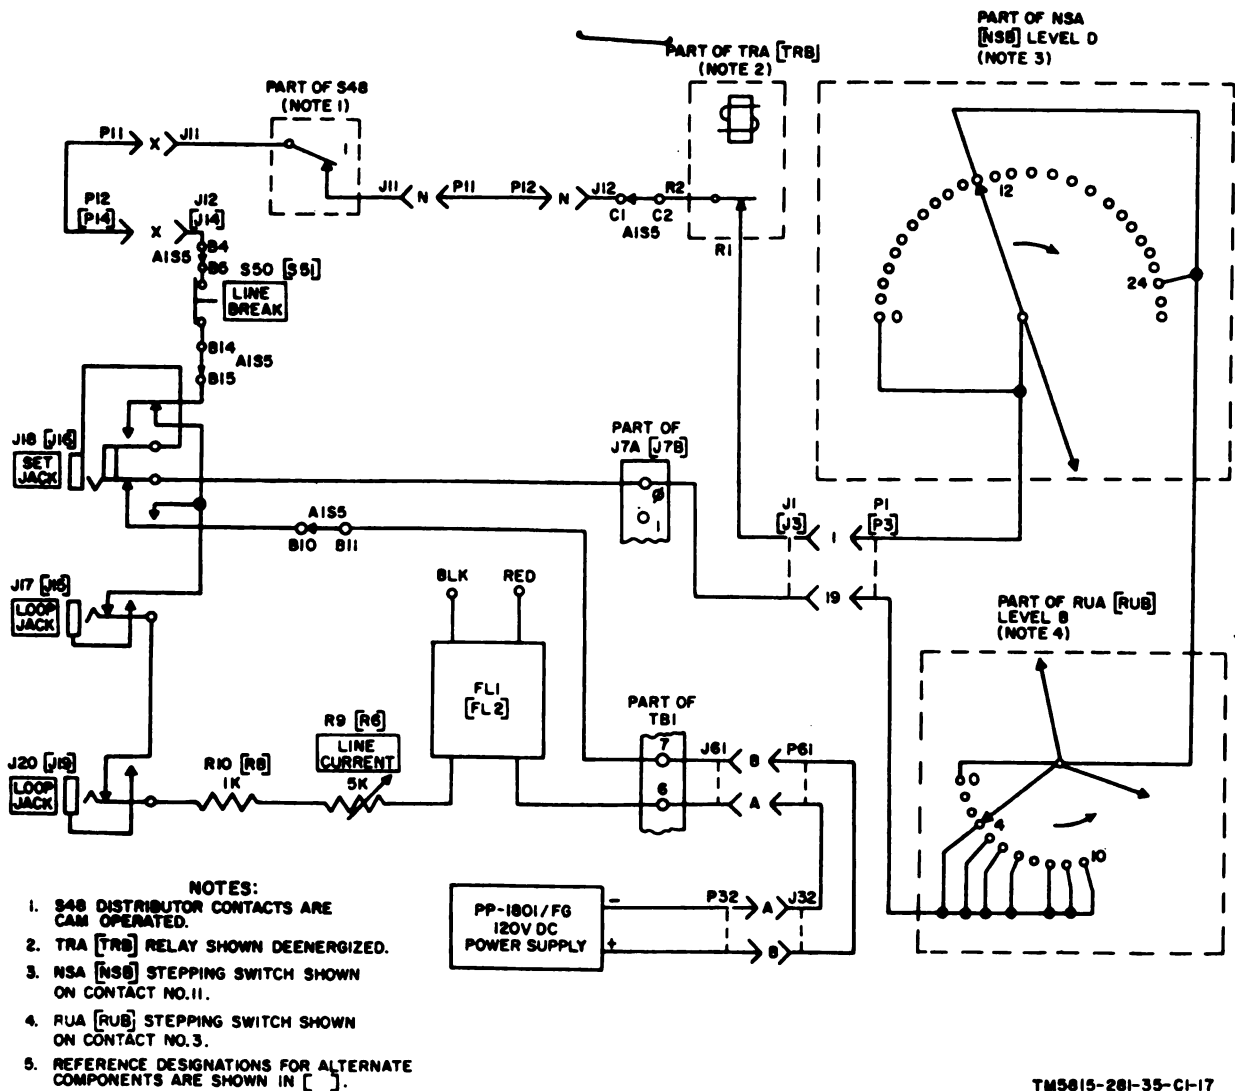 PART OF NSA
[NSB] LEVEL D
(NOTE 3)
PART OF TRA [TRB]
(NOTE 2)
PART OF S48
(NOTE 1)
P11
X
J11
1
J11
N
P11
P12
N
J12
C1
C2
A1S5
R2
R1
12
24
0
P12
[P14]
X
J12
[J14]
B4
A1S5
B5
S50 [S51]
LINE
BREAK
B14
A1S5
B15
J18 [J16]
SET
JACK
PART OF
J7A [J7B]
Ø
1
J1
[J3]
1
P1
[P3]
19
A1S5
B10
B11
J17 [J15]
LOOP
JACK
BLK
RED
FL1
[FL2]
PART OF RUA [RUB]
LEVEL B
(NOTE 4)
0
4
10
PART OF
TB1
7
6
J61
B
P61
A
J20 [J19]
LOOP
JACK
R10 [R8]
1K
R9 [R6]
LINE
CURRENT
5K
PP-1801/FG
120V DC
POWER SUPPLY
-
+
P32
A
J32
B
NOTES:
1. S48 DISTRIBUTOR CONTACTS ARE
CAM OPERATED.
2. TRA [TRB] RELAY SHOWN DEENERGIZED.
3. NSA [NSB] STEPPING SWITCH SHOWN
ON CONTACT NO.11.
4. RUA [RUB] STEPPING SWITCH SHOWN
ON CONTACT NO.3.
5. REFERENCE DESIGNATIONS FOR ALTERNATE
COMPONENTS ARE SHOWN IN [ ].
TM5815-281-35-C1-17